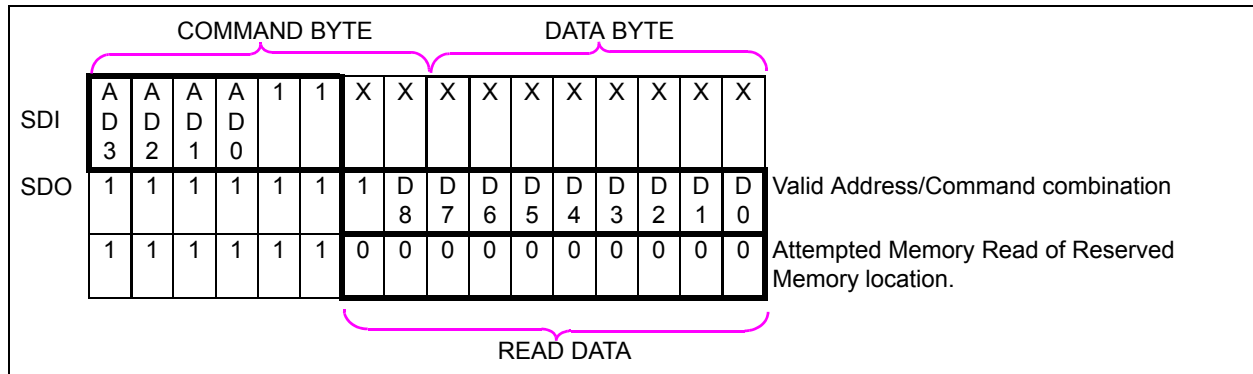 COMMAND BYTE DATA BYTE
SDI A D 3 A D 2 A D 1 A D 0 1 1 X X X X X X X X X X
SDO 1 1 1 1 1 1 1 D 8 D 7 D 6 D 5 D 4 D 3 D 2 D 1 D 0 Valid Address/Command combination
1 1 1 1 1 1 0 0 0 0 0 0 0 0 0 0 Attempted Memory Read of Reserved
Memory location.
READ DATA